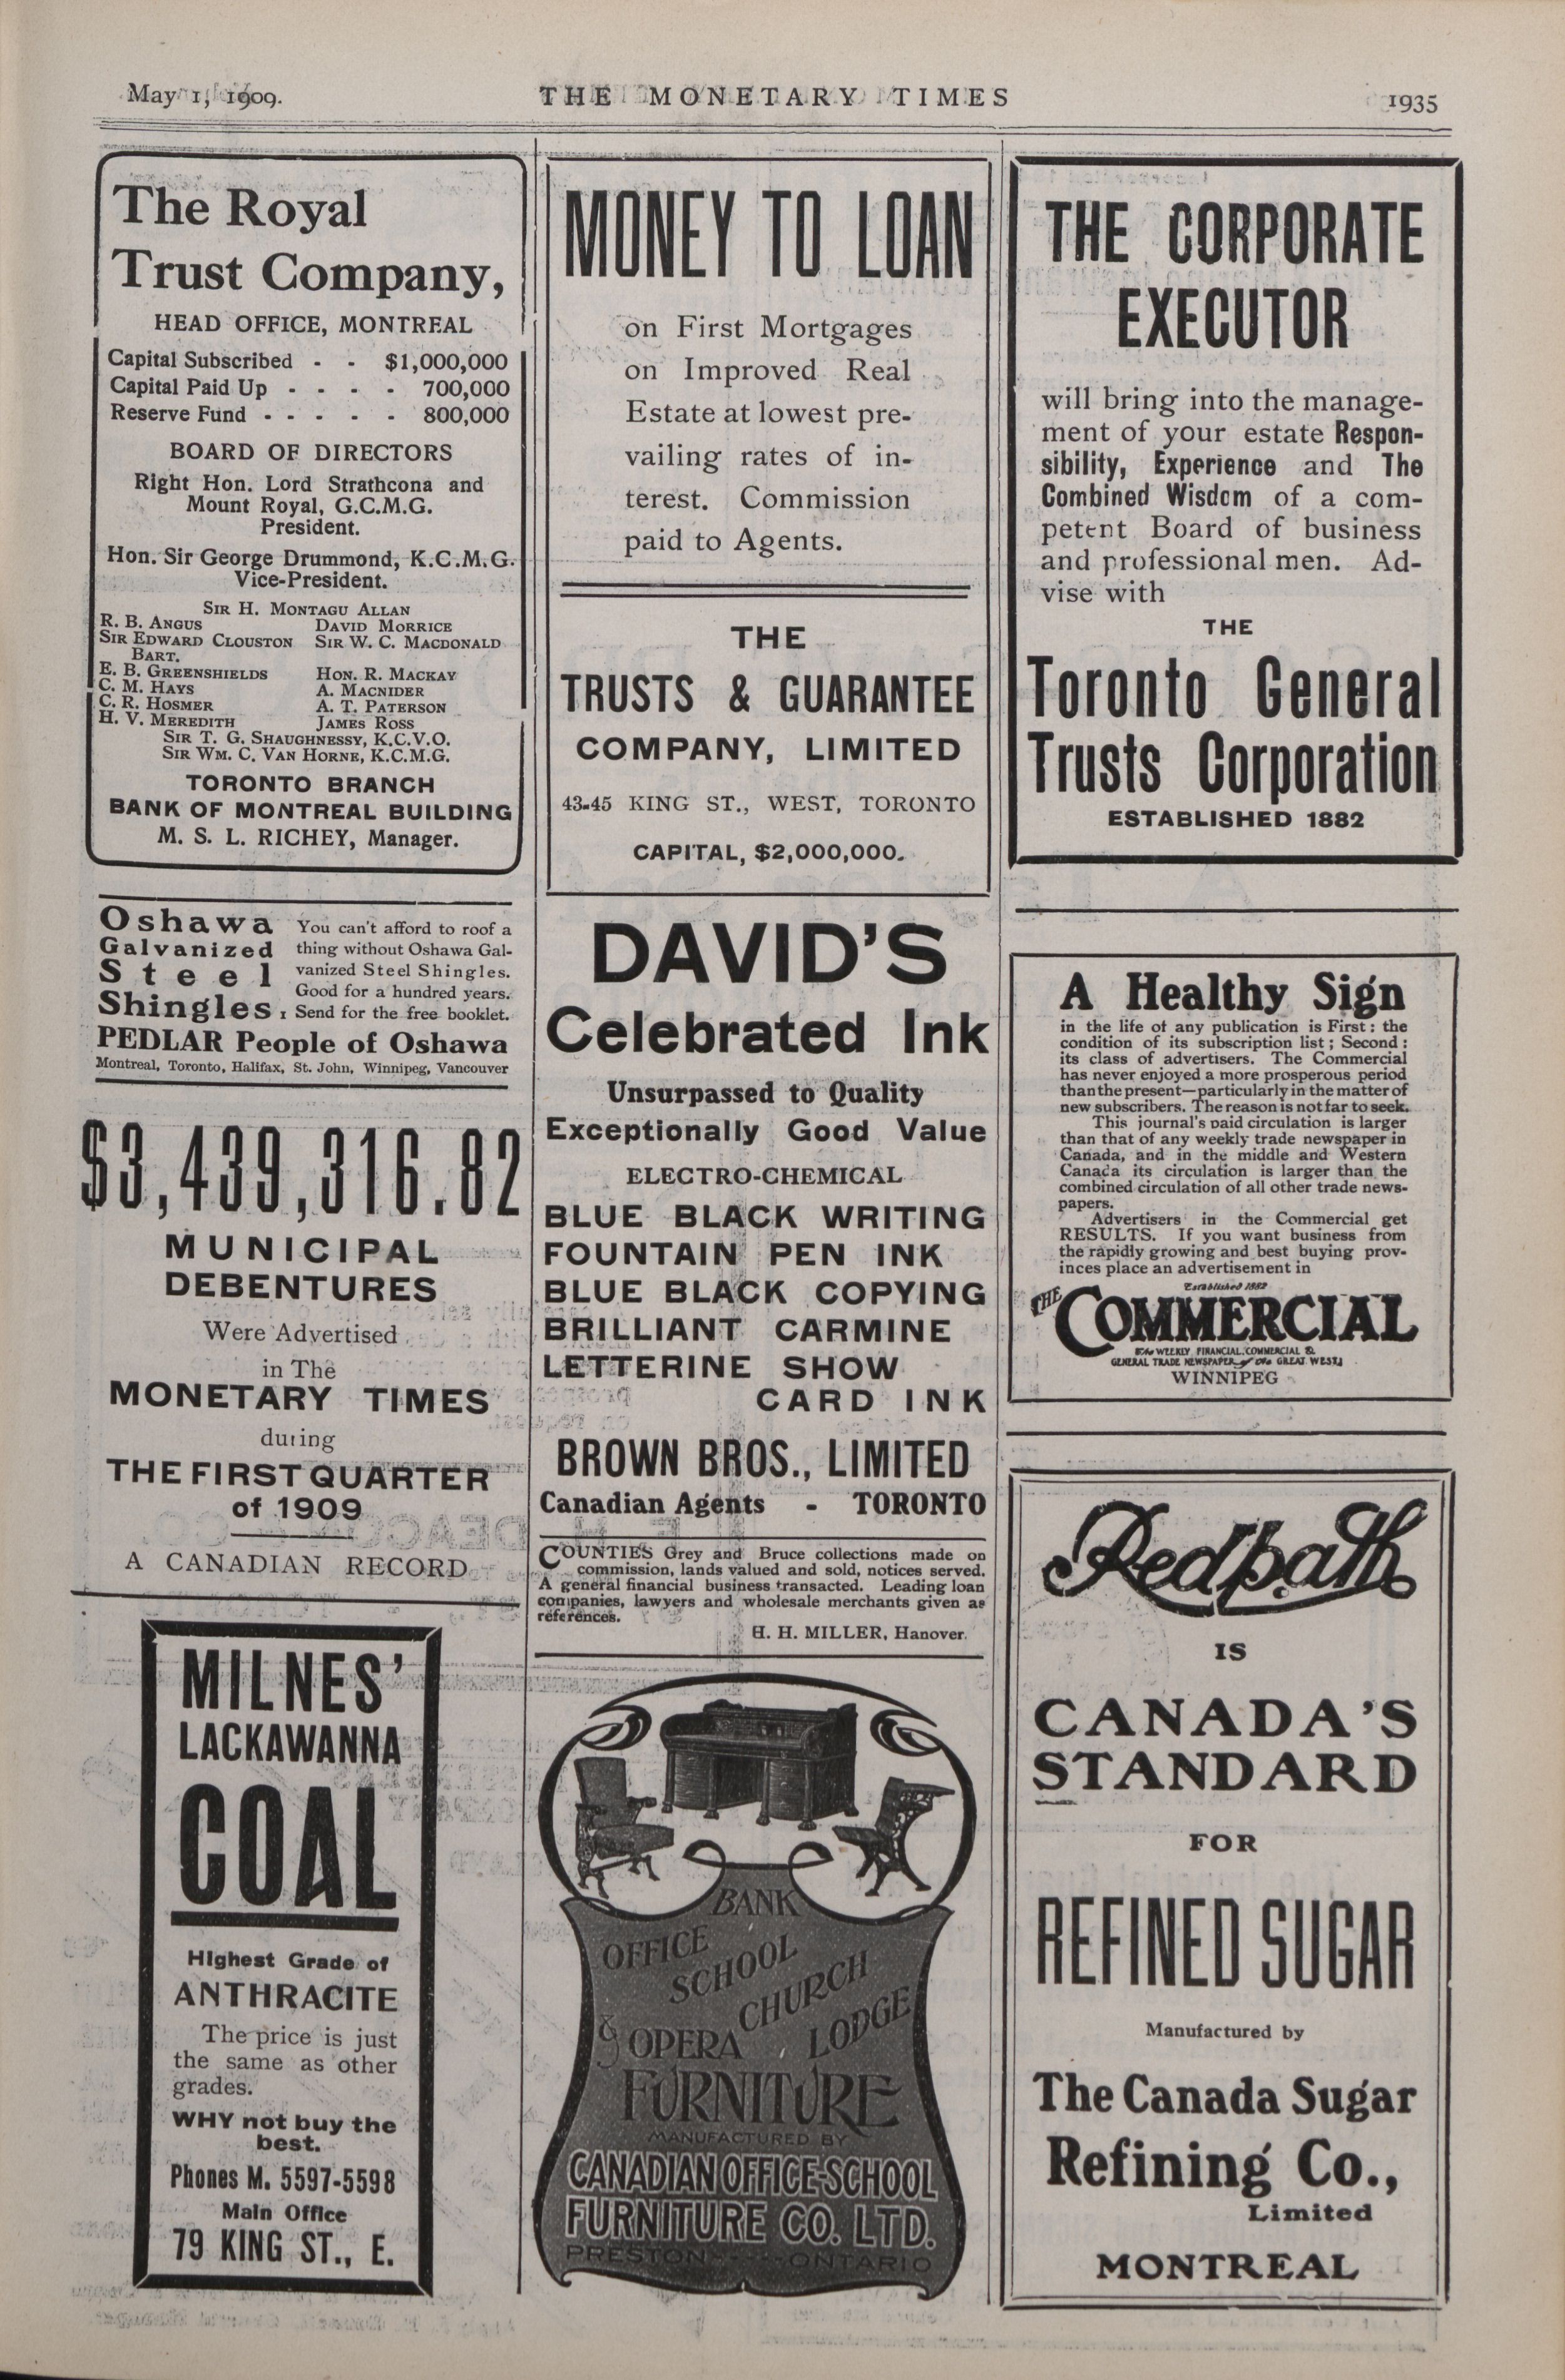 May 1, 1909.
THE MONETARY TIMES
1935
The Royal
Trust Company,
HEAD OFFICE, MONTREAL
Capital Subscribed - - $1,000,000
Capital Paid Up - - - - 700,000
Reserve Fund - - - - - 800,000
BOARD OF DIRECTORS
Right Hon. Lord Strathcona and
Mount Royal, G.C.M.G.
President.
Hon. Sir George Drummond, K.C.M.G.
Vice-President.
SIR H. MONTAGU ALLAN
R. B. ANGUS DAVID MORRICE
SIR EDWARD CLOUSTON SIR W. C. MACDONALD
BART.
E. B. GREENSHIELDS HON. R. MACKAY
C. M. HAYS A. MACNIDER
C. R. HOSMER A. T. PATERSON
H. V. MEREDITH JAMES ROSS
SIR T. G. SHAUGHNESSY, K.C.V.O.
SIR WM. C. VAN HORNE, K.C.M.G.
TORONTO BRANCH
BANK OF MONTREAL BUILDING
M. S. L. RICHEY, Manager.
Oshawa
Galvanized
Steel
Shingles.
You can't afford to roof a
thing without Oshawa Gal-
vanized Steel Shingles.
Good for a hundred years.
Send for the free booklet.
PEDLAR People of Oshawa
Montreal, Toronto, Halifax, St. John, Winnipeg, Vancouver
$3,439,316.82
MUNICIPAL
DEBENTURES
Were Advertised
in The
MONETARY TIMES
during
THE FIRST QUARTER
of 1909
A CANADIAN RECORD
MILNES'
LACKAWANNA
COAL
Highest Grade of
ANTHRACITE
The price is just
the same as other
grades.
WHY not buy the
best.
Phones M. 5597-5598
Main Office
79 KING ST., E.
MONEY TO LOAN
on First Mortgages
on Improved Real
Estate at lowest pre-
vailing rates of in-
terest. Commission
paid to Agents.
THE
TRUSTS & GUARANTEE
COMPANY, LIMITED
43-45 KING ST., WEST, TORONTO
CAPITAL, $2,000,000.
DAVID'S
Celebrated Ink
Unsurpassed to Quality
Exceptionally Good Value
ELECTRO-CHEMICAL
BLUE BLACK WRITING
FOUNTAIN PEN INK
BLUE BLACK COPYING
BRILLIANT CARMINE
LETTERINE SHOW
CARD INK
BROWN BROS., LIMITED
Canadian Agents - TORONTO
COUNTIES Grey and Bruce collections made on
commission, lands valued and sold, notices served.
A general financial business transacted. Leading loan
companies, lawyers and wholesale merchants given as
references.
H. H. MILLER, Hanover.
BANK
OFFICE
SCHOOL
CHURCH
LODGE
& OPERA
FURNITURE
MANUFACTURED BY
CANADIAN OFFICE-SCHOOL
FURNITURE CO. LTD.
PRESTON - - - - ONTARIO
THE CORPORATE
EXECUTOR
will bring into the manage-
ment of your estate Respon-
sibility, Experience and The
Combined Wisdom of a com-
petent Board of business
and professional men. Ad-
vise with
THE
Toronto General
Trusts Corporation
ESTABLISHED 1882
A Healthy Sign
in the life of any publication is First: the
condition of its subscription list; Second:
its class of advertisers. The Commercial
has never enjoyed a more prosperous period
than the present—particularly in the matter of
new subscribers. The reason is not far to seek.
This journal's paid circulation is larger
than that of any weekly trade newspaper in
Canada, and in the middle and Western
Canada its circulation is larger than the
combined circulation of all other trade news-
papers.
Advertisers in the Commercial get
RESULTS. If you want business from
the rapidly growing and best buying prov-
inces place an advertisement in
Established 1882
THE COMMERCIAL
The WEEKLY, FINANCIAL, COMMERCIAL &
GENERAL TRADE NEWSPAPER of the GREAT WEST
WINNIPEG
Redpath
IS
CANADA'S
STANDARD
FOR
REFINED SUGAR
Manufactured by
The Canada Sugar
Refining Co.,
Limited
MONTREAL